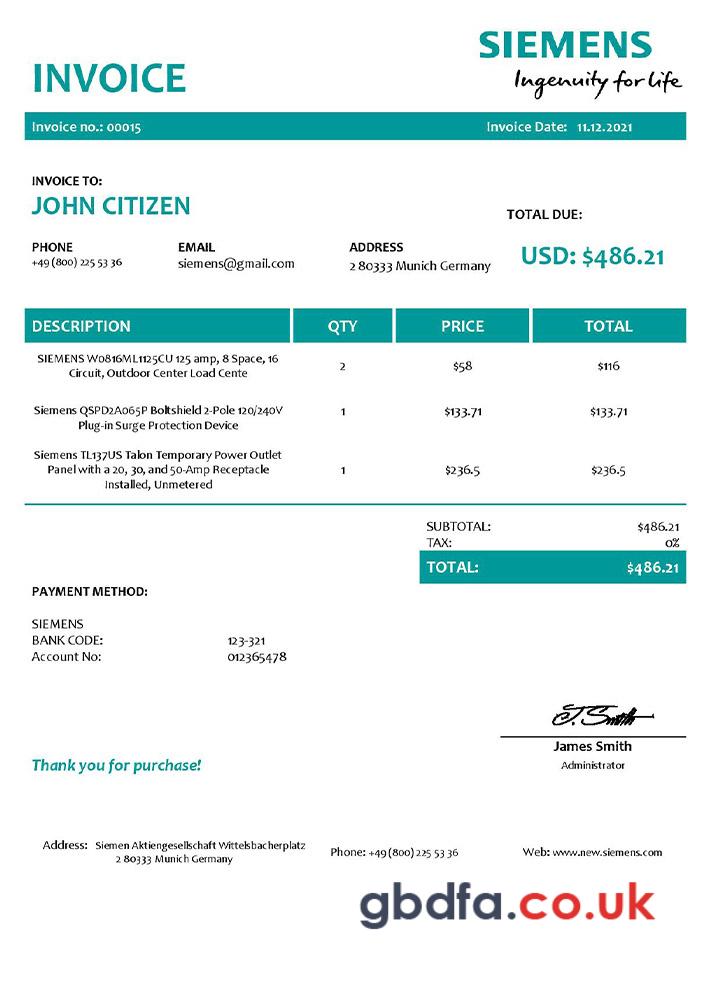 SIEMENS
Ingenuity for life
INVOICE
Invoice no.: 00015 Invoice Date: 11.12.2021
INVOICE TO:
JOHN CITIZEN
TOTAL DUE:
PHONE EMAIL ADDRESS
+49 (800) 225 53 36 siemens@gmail.com 2 80333 Munich Germany
USD: $486.21
DESCRIPTION QTY PRICE TOTAL
SIEMENS W0816ML1125CU 125 amp, 8 Space, 16
Circuit, Outdoor Center Load Cente
2 $58 $116
Siemens QSPD2A065P Boltshield 2-Pole 120/240V
Plug-in Surge Protection Device
1 $133.71 $133.71
Siemens TL137US Talon Temporary Power Outlet
Panel with a 20, 30, and 50-Amp Receptacle
Installed, Unmetered
1 $236.5 $236.5
SUBTOTAL: $486.21
TAX: 0%
TOTAL: $486.21
PAYMENT METHOD:
SIEMENS
BANK CODE: 123-321
Account No: 012365478
J. Smith
James Smith
Administrator
Thank you for purchase!
Address: Siemen Aktiengesellschaft Wittelsbacherplatz
2 80333 Munich Germany
Phone: +49 (800) 225 53 36
Web: www.new.siemens.com
gbdfa.co.uk